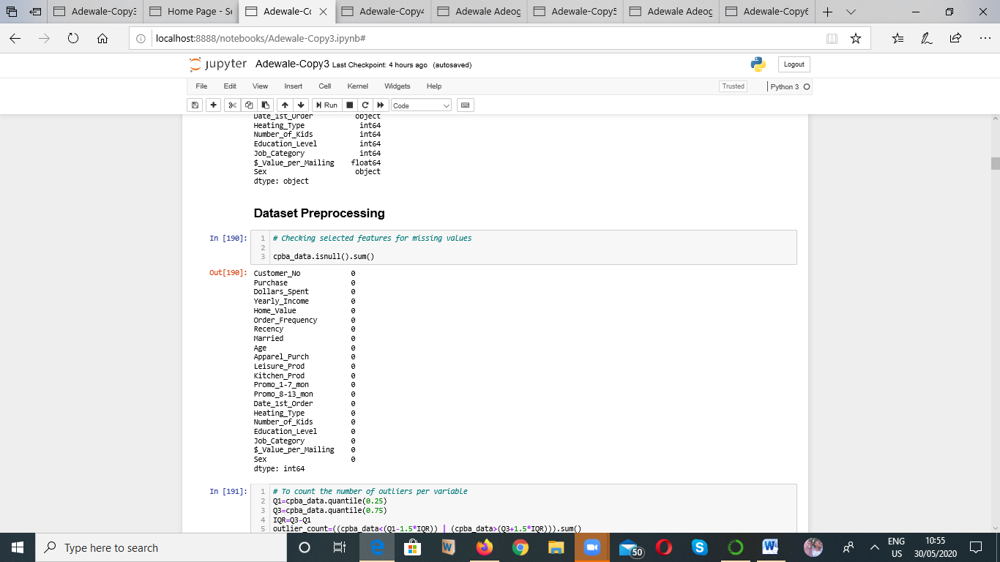 Adewale-Copy3
Home Page - Se
Adewale-Co
Adewale-Copy4
Adewale Adeog
Adewale-Copy5
Adewale Adeog
Adewale-Copy6
localhost:8888/notebooks/Adewale-Copy3.ipynb#
jupyter Adewale-Copy3 Last Checkpoint: 4 hours ago (autosaved)
Logout
File Edit View Insert Cell Kernel Widgets Help
Trusted
Python 3
Run
Code
Date_1st_Order object
Heating_Type int64
Number_of_Kids int64
Education_Level int64
Job_Category int64
$_Value_per_Mailing float64
Sex object
dtype: object
Dataset Preprocessing
In [190]: 1 # Checking selected features for missing values
2
3 cpba_data.isnull().sum()
Out[190]: Customer_No 0
Purchase 0
Dollars_Spent 0
Yearly_Income 0
Home_Value 0
Order_Frequency 0
Recency 0
Married 0
Age 0
Apparel_Purch 0
Leisure_Prod 0
Kitchen_Prod 0
Promo_1-7_mon 0
Promo_8-13_mon 0
Date_1st_Order 0
Heating_Type 0
Number_of_Kids 0
Education_Level 0
Job_Category 0
$_Value_per_Mailing 0
Sex 0
dtype: int64
In [191]: 1 # To count the number of outliers per variable
2 Q1=cpba_data.quantile(0.25)
3 Q3=cpba_data.quantile(0.75)
4 IQR=Q3-Q1
5 outlier_count=((cpba_data<(Q1-1.5*IQR)) | (cpba_data>(Q3+1.5*IQR))).sum()
Type here to search
50
ENG
US
10:55
30/05/2020